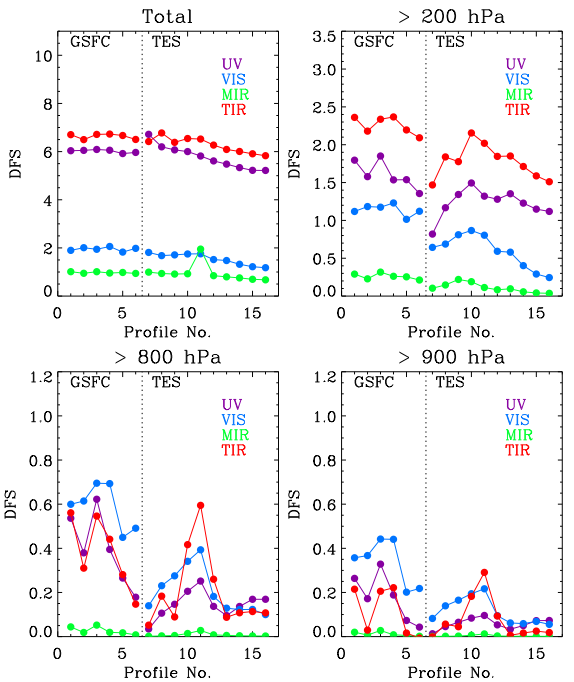 Total
GSFC TES
UV
VIS
MIR
TIR
DFS
10
8
6
4
2
0
0 5 10 15
Profile No.
> 200 hPa
GSFC TES
UV
VIS
MIR
TIR
DFS
3.5
3.0
2.5
2.0
1.5
1.0
0.5
0.0
0 5 10 15
Profile No.
> 800 hPa
GSFC TES
UV
VIS
MIR
TIR
DFS
1.2
1.0
0.8
0.6
0.4
0.2
0.0
0 5 10 15
Profile No.
> 900 hPa
GSFC TES
UV
VIS
MIR
TIR
DFS
1.2
1.0
0.8
0.6
0.4
0.2
0.0
0 5 10 15
Profile No.